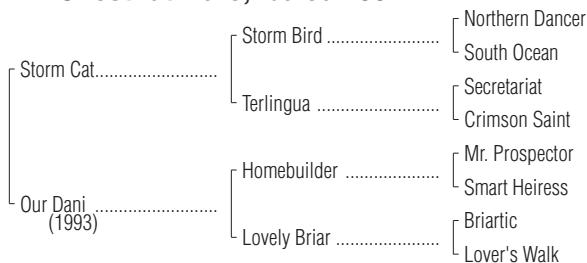 Northern Dancer
Storm Bird
South Ocean
Storm Cat
Secretariat
Terlingua
Crimson Saint
Mr. Prospector
Homebuilder
Smart Heiress
Our Dani
(1993)
Briartic
Lovely Briar
Lover's Walk